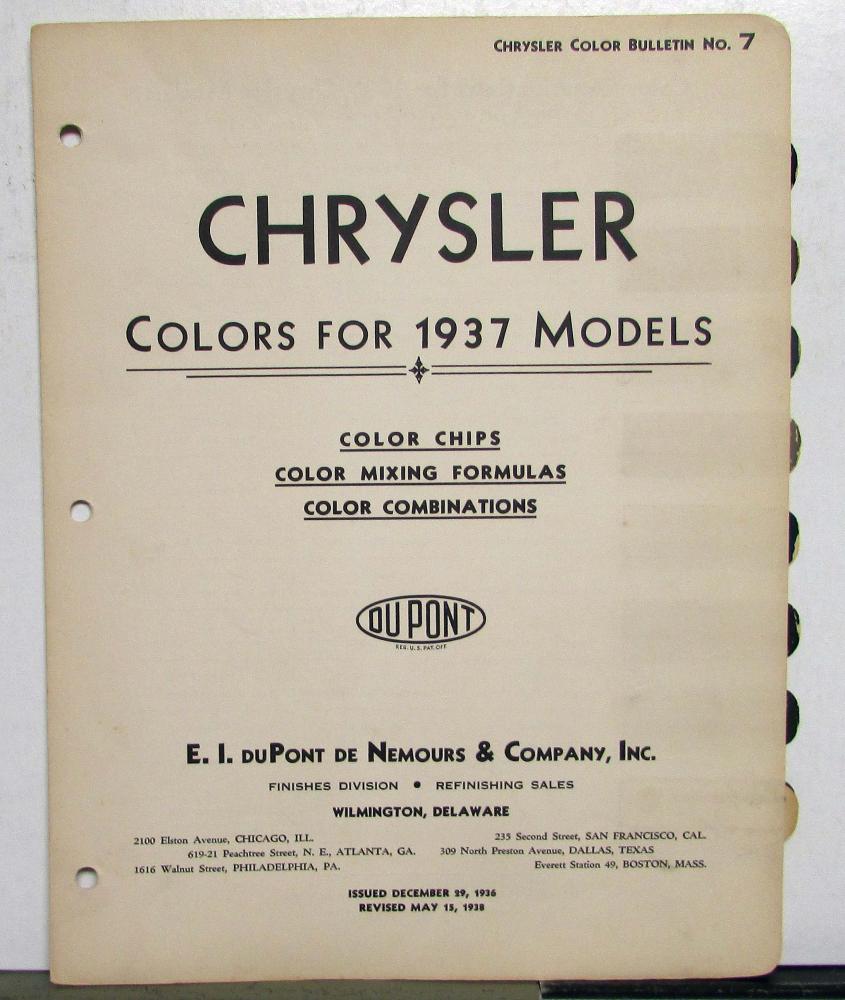 CHRYSLER COLOR BULLETIN NO. 7
CHRYSLER
COLORS FOR 1937 MODELS
COLOR CHIPS
COLOR MIXING FORMULAS
COLOR COMBINATIONS
DU PONT
REG. U.S. PAT. OFF.
E. I. DUPONT DE NEMOURS & COMPANY, INC.
FINISHES DIVISION • REFINISHING SALES
WILMINGTON, DELAWARE
2100 Elston Avenue, CHICAGO, ILL. 235 Second Street, SAN FRANCISCO, CAL.
619-21 Peachtree Street, N. E., ATLANTA, GA. 309 North Preston Avenue, DALLAS, TEXAS
1616 Walnut Street, PHILADELPHIA, PA. Everett Station 49, BOSTON, MASS.
ISSUED DECEMBER 29, 1936
REVISED MAY 15, 1938